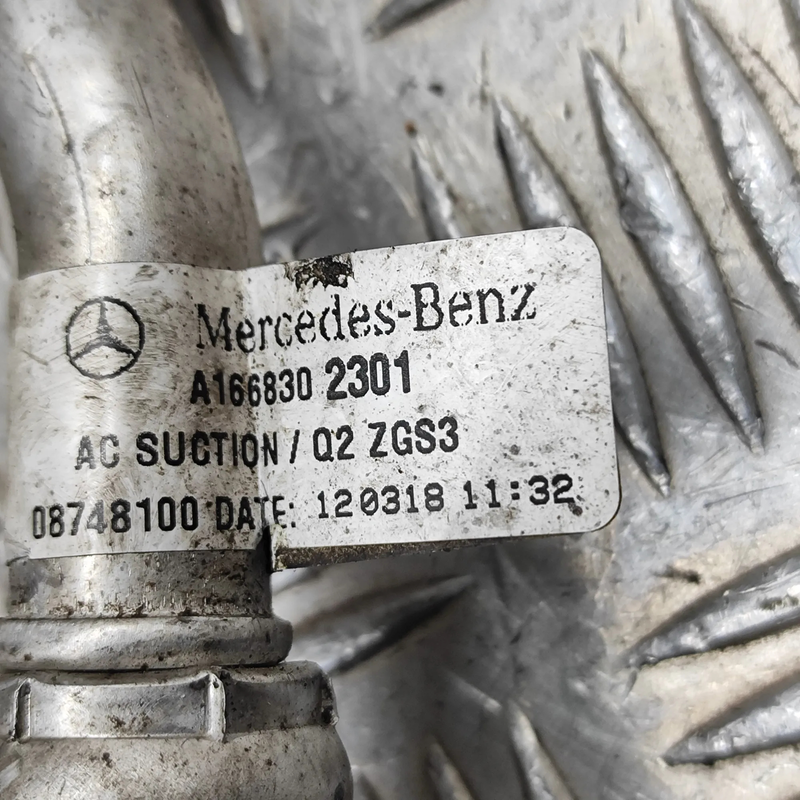 Mercedes-Benz
A166830 2301
AC SUCTION / Q2 ZGS3
08748100 DATE: 120318 11:32